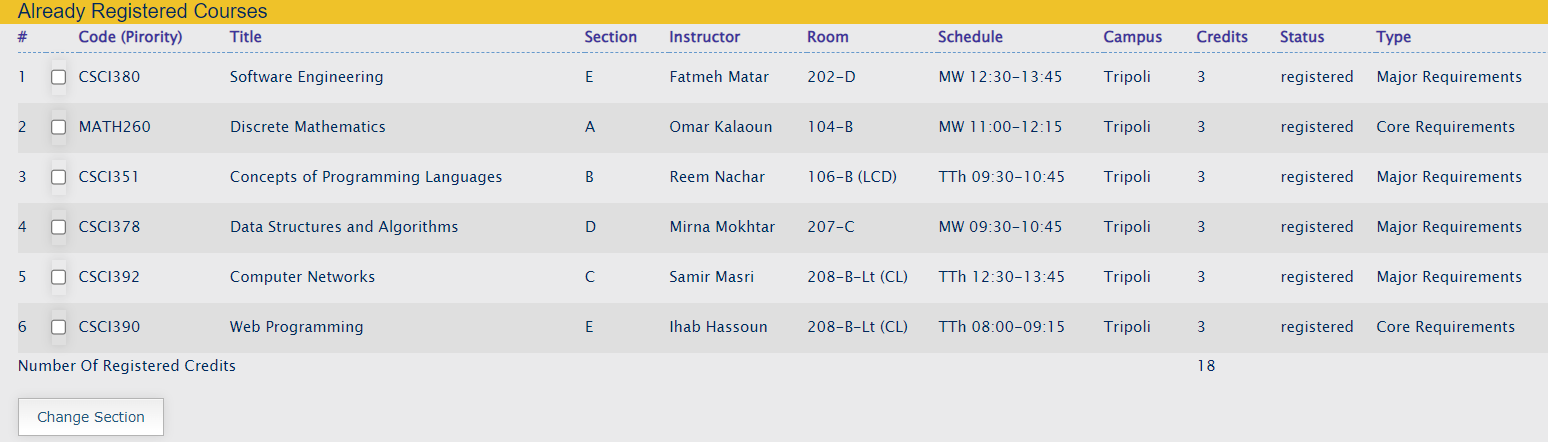 Already Registered Courses
# Code (Pirority) Title Section Instructor Room Schedule Campus Credits Status Type
1 CSCI380 Software Engineering E Fatmeh Matar 202-D MW 12:30-13:45 Tripoli 3 registered Major Requirements
2 MATH260 Discrete Mathematics A Omar Kalaoun 104-B MW 11:00-12:15 Tripoli 3 registered Core Requirements
3 CSCI351 Concepts of Programming Languages B Reem Nachar 106-B (LCD) TTh 09:30-10:45 Tripoli 3 registered Major Requirements
4 CSCI378 Data Structures and Algorithms D Mirna Mokhtar 207-C MW 09:30-10:45 Tripoli 3 registered Major Requirements
5 CSCI392 Computer Networks C Samir Masri 208-B-Lt (CL) TTh 12:30-13:45 Tripoli 3 registered Major Requirements
6 CSCI390 Web Programming E Ihab Hassoun 208-B-Lt (CL) TTh 08:00-09:15 Tripoli 3 registered Core Requirements
Number Of Registered Credits 18
Change Section